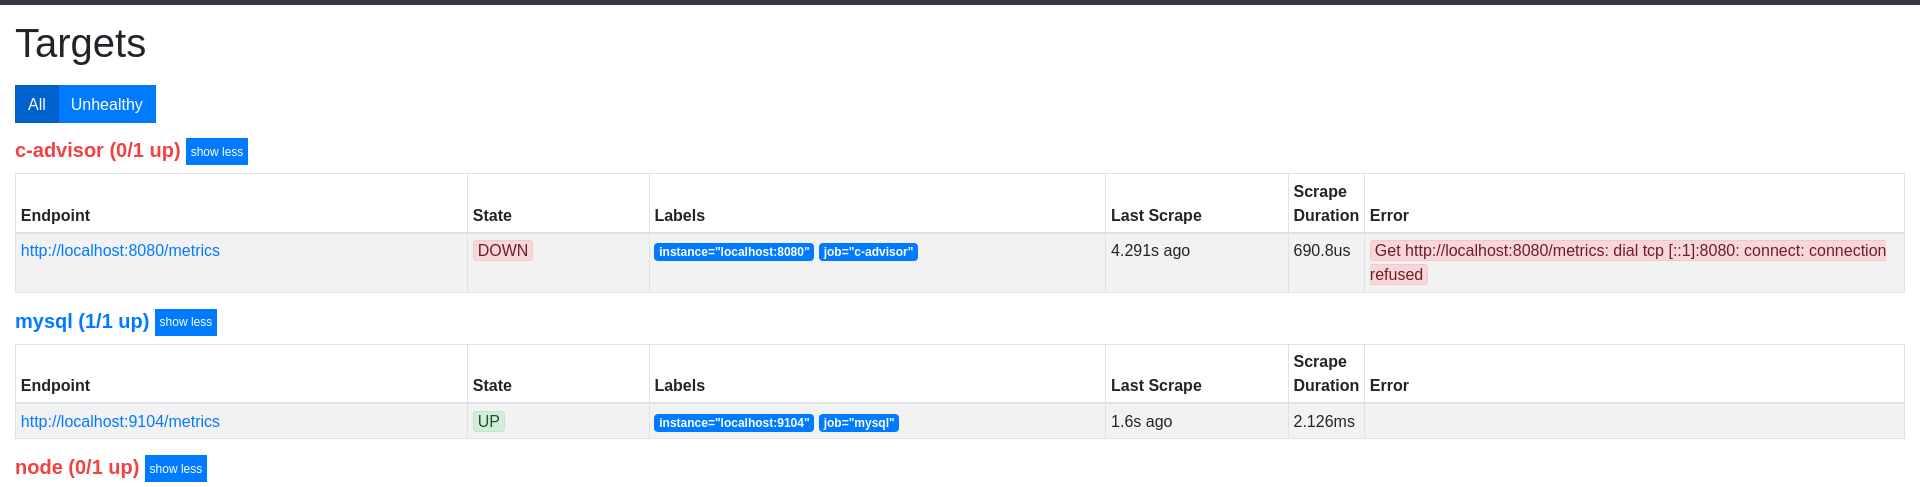 Targets
All Unhealthy
c-advisor (0/1 up) show less
Endpoint State Labels Last Scrape Scrape Duration Error
http://localhost:8080/metrics DOWN instance="localhost:8080" job="c-advisor" 4.291s ago 690.8us Get http://localhost:8080/metrics: dial tcp [::1]:8080: connect: connection
refused
mysql (1/1 up) show less
Endpoint State Labels Last Scrape Scrape Duration Error
http://localhost:9104/metrics UP instance="localhost:9104" job="mysql" 1.6s ago 2.126ms
node (0/1 up) show less